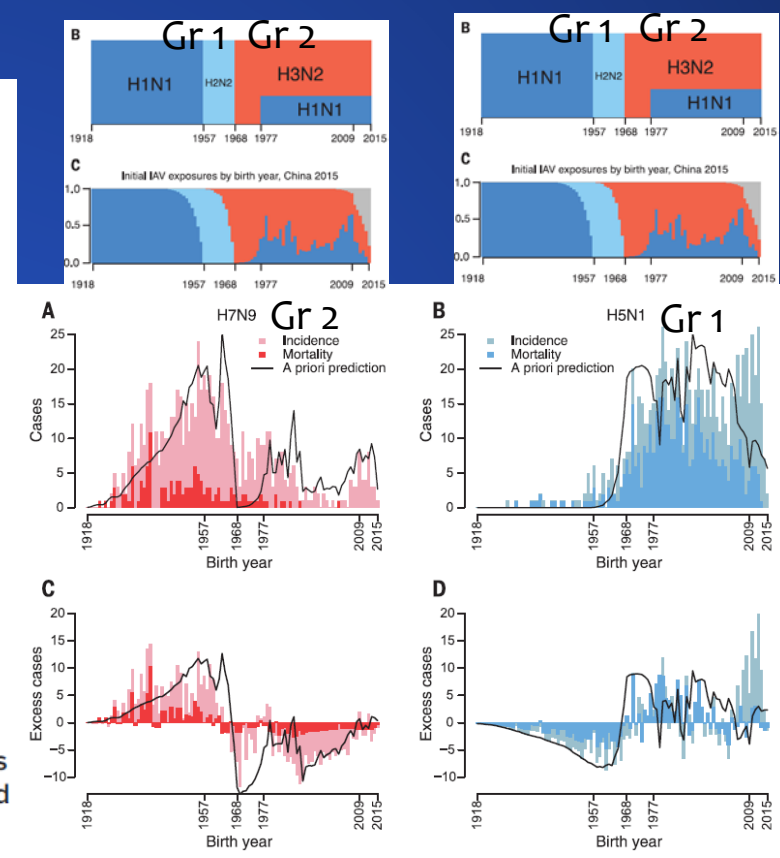 B
Gr 1 Gr 2
H1N1
H2N2
H3N2
H1N1
1918 1957 1968 1977 2009 2015
C
Initial IAV exposures by birth year, China 2015
1.0
0.5
0.0
1918 1957 1968 1977 2009 2015
B
Gr 1 Gr 2
H1N1
H2N2
H3N2
H1N1
1918 1957 1968 1977 2009 2015
C
Initial IAV exposures by birth year, China 2015
1.0
0.5
0.0
1918 1957 1968 1977 2009 2015
A
H7N9 Gr 2
Incidence
Mortality
A priori prediction
Cases
25
20
15
10
5
0
1918 1957 1968 1977 2009 2015
Birth year
B
H5N1 Gr 1
Incidence
Mortality
A priori prediction
Cases
25
20
15
10
5
0
1918 1957 1968 1977 2009 2015
Birth year
C
Excess cases
20
15
10
5
0
−5
−10
1918 1957 1968 1977 2009 2015
Birth year
D
Excess cases
20
15
10
5
0
−5
−10
1918 1957 1968 1977 2009 2015
Birth year